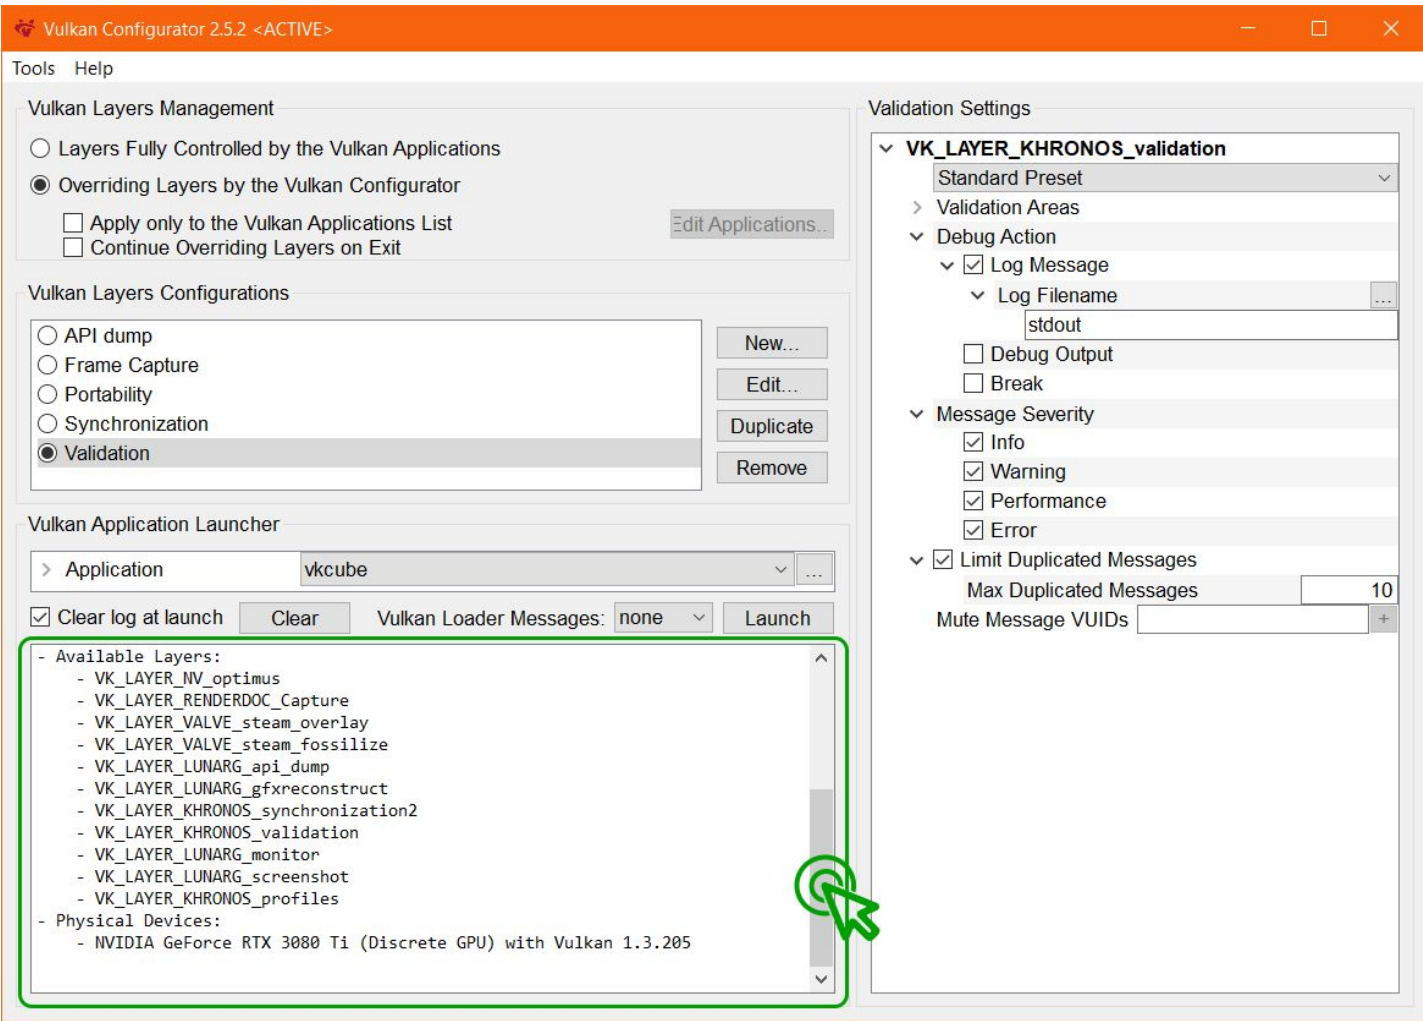 Vulkan Configurator 2.5.2 <ACTIVE>
Tools Help
Vulkan Layers Management
Layers Fully Controlled by the Vulkan Applications
Overriding Layers by the Vulkan Configurator
Apply only to the Vulkan Applications List
Edit Applications..
Continue Overriding Layers on Exit
Vulkan Layers Configurations
API dump
Frame Capture
Portability
Synchronization
Validation
New...
Edit...
Duplicate
Remove
Vulkan Application Launcher
Application vkcube ...
Clear log at launch Clear Vulkan Loader Messages: none Launch
- Available Layers:
- VK_LAYER_NV_optimus
- VK_LAYER_RENDERDOC_Capture
- VK_LAYER_VALVE_steam_overlay
- VK_LAYER_VALVE_steam_fossilize
- VK_LAYER_LUNARG_api_dump
- VK_LAYER_LUNARG_gfxreconstruct
- VK_LAYER_KHRONOS_synchronization2
- VK_LAYER_KHRONOS_validation
- VK_LAYER_LUNARG_monitor
- VK_LAYER_LUNARG_screenshot
- VK_LAYER_KHRONOS_profiles
- Physical Devices:
- NVIDIA GeForce RTX 3080 Ti (Discrete GPU) with Vulkan 1.3.205
Validation Settings
VK_LAYER_KHRONOS_validation
Standard Preset
Validation Areas
Debug Action
Log Message
Log Filename ...
stdout
Debug Output
Break
Message Severity
Info
Warning
Performance
Error
Limit Duplicated Messages
Max Duplicated Messages 10
Mute Message VUIDs +